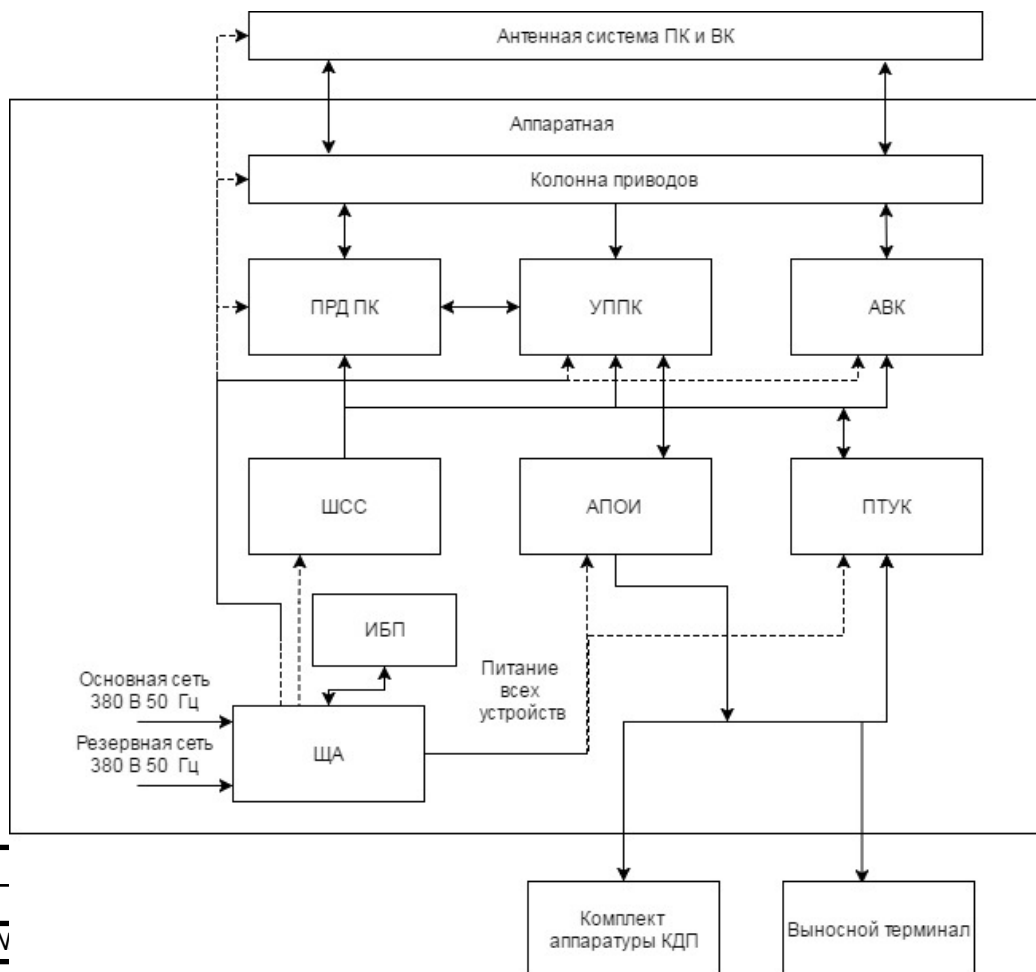 Антенная система ПК и ВК
Аппаратная
Колонна приводов
ПРД ПК
УППК
АВК
ШСС
АПОИ
ПТУК
ИБП
Основная сеть
380 В 50 Гц
Резервная сеть
380 В 50 Гц
ЩА
Питание
всех
устройств
Комплект
аппаратуры КДП
Выносной терминал